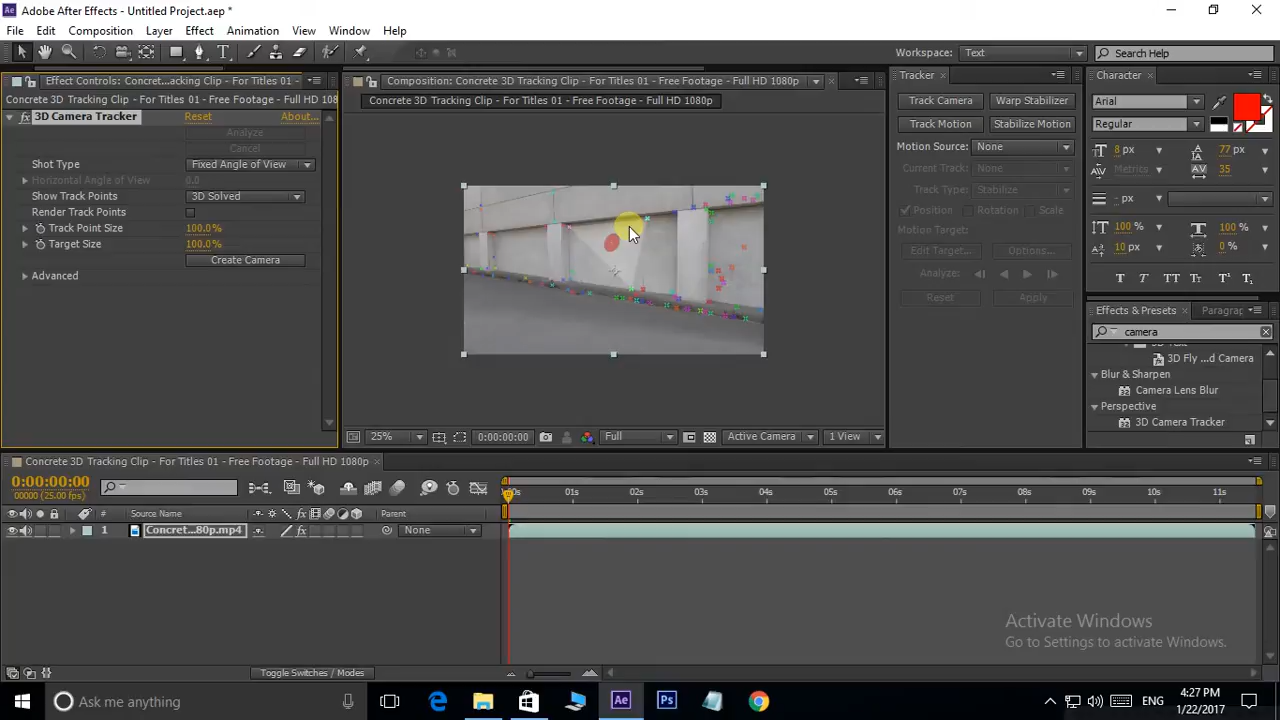 Adobe After Effects - Untitled Project.aep *
File Edit Composition Layer Effect Animation View Window Help
Workspace: Text Search Help
Effect Controls: Concret...acking Clip - For Titles 01 -
Concrete 3D Tracking Clip - For Titles 01 - Free Footage - Full HD 108
fx 3D Camera Tracker Reset About...
Analyze
Cancel
Shot Type Fixed Angle of View
Horizontal Angle of View 0.0
Show Track Points 3D Solved
Render Track Points
Track Point Size 100.0%
Target Size 100.0%
Create Camera
Advanced
Composition: Concrete 3D Tracking Clip - For Titles 01 - Free Footage - Full HD 1080p
Concrete 3D Tracking Clip - For Titles 01 - Free Footage - Full HD 1080p
25% 0:00:00:00 Full Active Camera 1 View
Tracker
Track Camera Warp Stabilizer
Track Motion Stabilize Motion
Motion Source: None
Current Track:
Track Type: Stabilize
Position Rotation Scale
Motion Target:
Edit Target... Options...
Analyze:
Reset Apply
Character
Arial
Regular
8 px 77 px
Metrics 35
- px
100% 100%
10 px 0%
T T TT Tt T¹ T₁
Effects & Presets Paragrap
camera
3D Text
3D Fly ...d Camera
Blur & Sharpen
Camera Lens Blur
Perspective
3D Camera Tracker
Concrete 3D Tracking Clip - For Titles 01 - Free Footage - Full HD 1080p
0:00:00:00
00000 (25.00 fps)
# Source Name fx Parent
1 Concret...80p.mp4 fx None
00s 01s 02s 03s 04s 05s 06s 07s 08s 09s 10s 11s
Toggle Switches / Modes
Activate Windows
Go to Settings to activate Windows.
Ask me anything
e Ae Ps
ENG
4:27 PM
1/22/2017